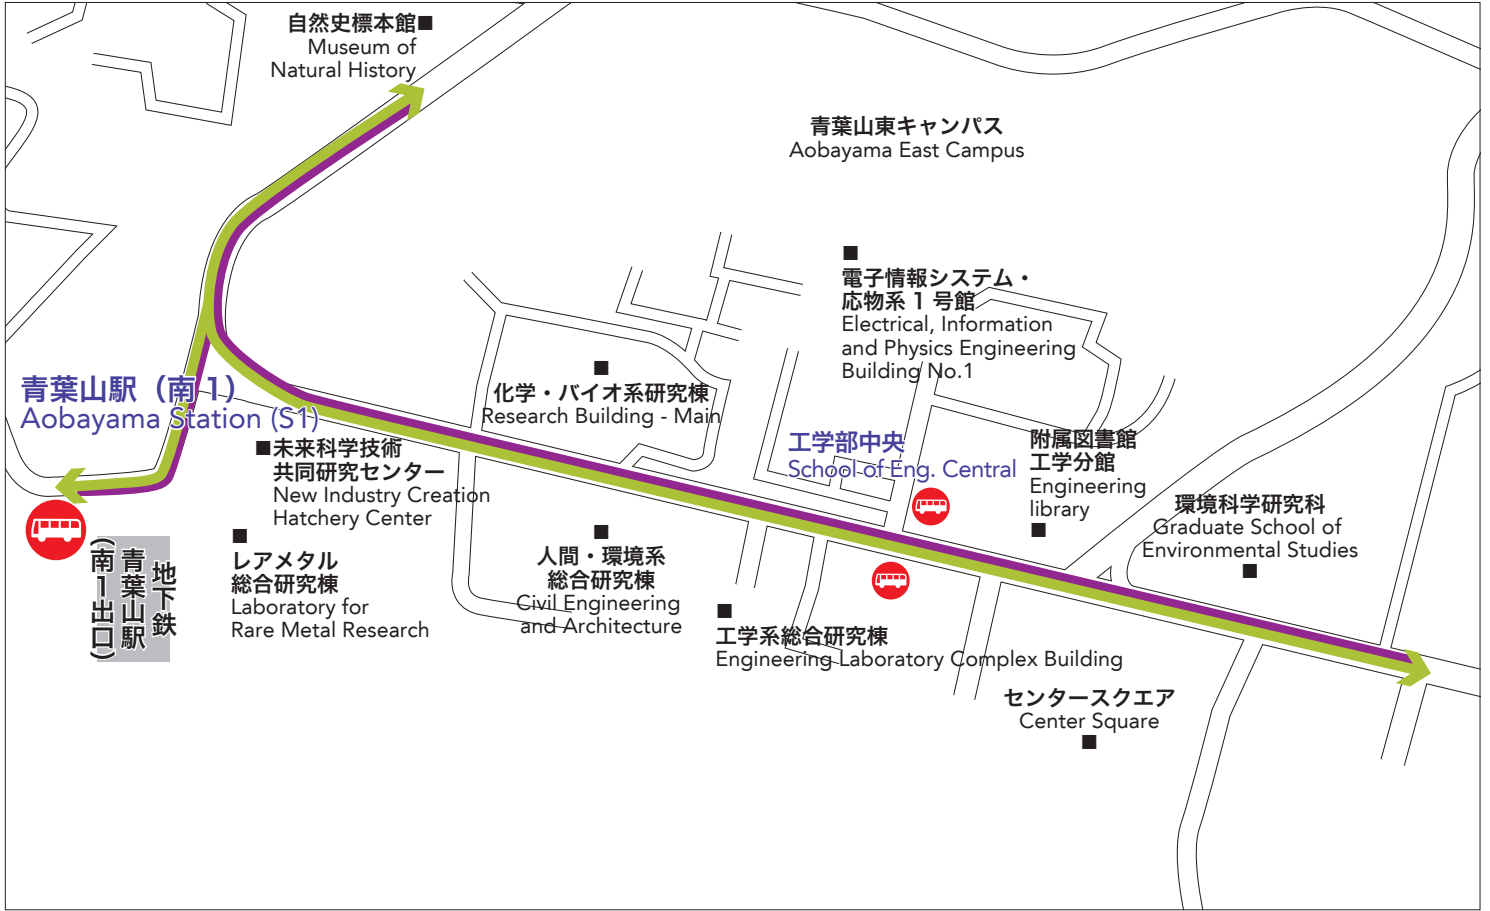 自然史標本館■
Museum of
Natural History
青葉山東キャンパス
Aobayama East Campus
電子情報システム・
応物系 1 号館
Electrical, Information
and Physics Engineering
Building No.1
化学・バイオ系研究棟
Research Building - Main
青葉山駅（南 1）
Aobayama Station (S1)
工学部中央
School of Eng. Central
附属図書館
工学分館
Engineering
library
■未来科学技術
共同研究センター
New Industry Creation
Hatchery Center
環境科学研究科
Graduate School of
Environmental Studies
地下鉄
青葉山駅
（南1出口）
レアメタル
総合研究棟
Laboratory for
Rare Metal Research
人間・環境系
総合研究棟
Civil Engineering
and Architecture
工学系総合研究棟
Engineering Laboratory Complex Building
センタースクエア
Center Square